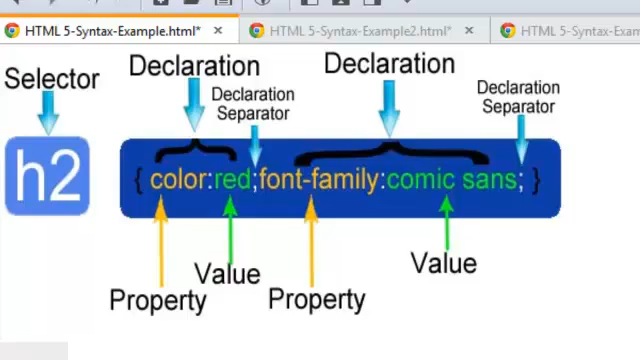 HTML 5-Syntax-Example.html*
HTML 5-Syntax-Example2.html*
HTML 5-Syntax-Exam
Selector
Declaration
Declaration
Declaration Separator
Declaration Separator
h2
{ color:red;font-family:comic sans; }
Property
Value
Property
Value